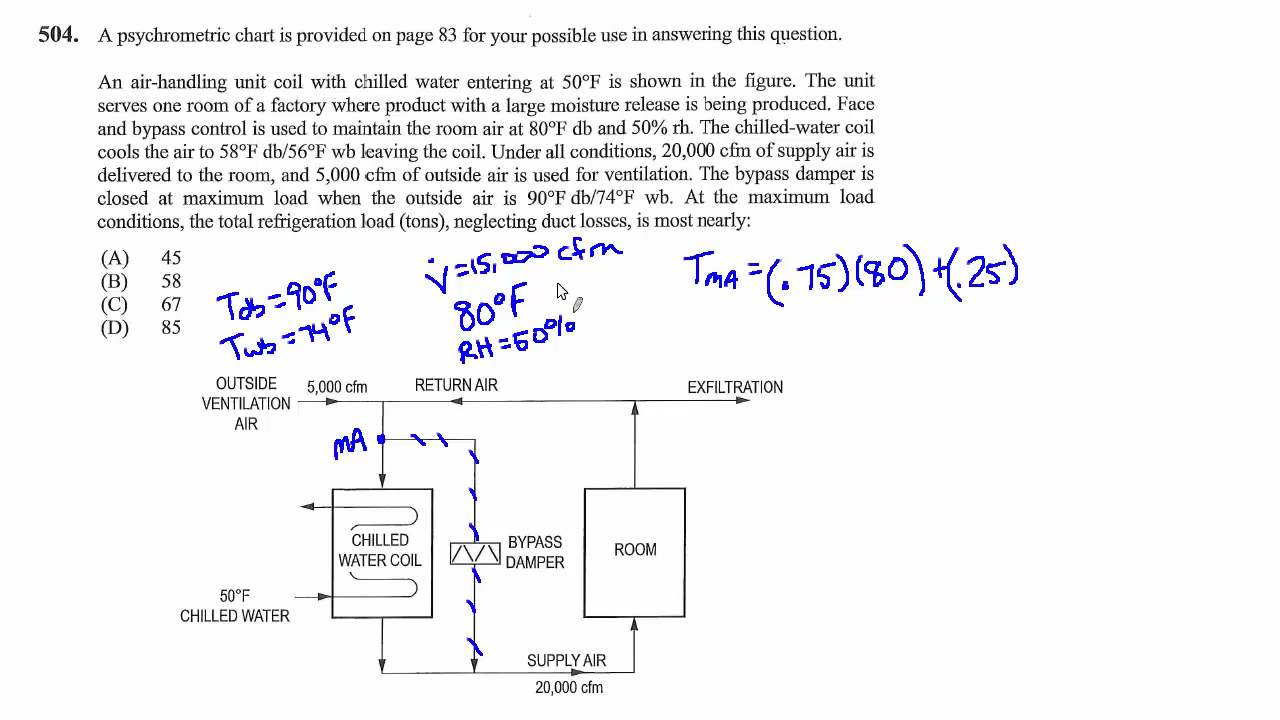 504. A psychrometric chart is provided on page 83 for your possible use in answering this question.
An air-handling unit coil with chilled water entering at 50°F is shown in the figure. The unit
serves one room of a factory where product with a large moisture release is being produced. Face
and bypass control is used to maintain the room air at 80°F db and 50% rh. The chilled-water coil
cools the air to 58°F db/56°F wb leaving the coil. Under all conditions, 20,000 cfm of supply air is
delivered to the room, and 5,000 cfm of outside air is used for ventilation. The bypass damper is
closed at maximum load when the outside air is 90°F db/74°F wb. At the maximum load
conditions, the total refrigeration load (tons), neglecting duct losses, is most nearly:
(A) 45
(B) 58
(C) 67
(D) 85
Tdb = 90°F
Twb = 74°F
V̇ = 15,000 cfm
80°F
RH = 50%
TMA = (.75)(80) + (.25)
OUTSIDE
VENTILATION
AIR
5,000 cfm
RETURN AIR
EXFILTRATION
MA
CHILLED
WATER COIL
BYPASS
DAMPER
ROOM
50°F
CHILLED WATER
SUPPLY AIR
20,000 cfm